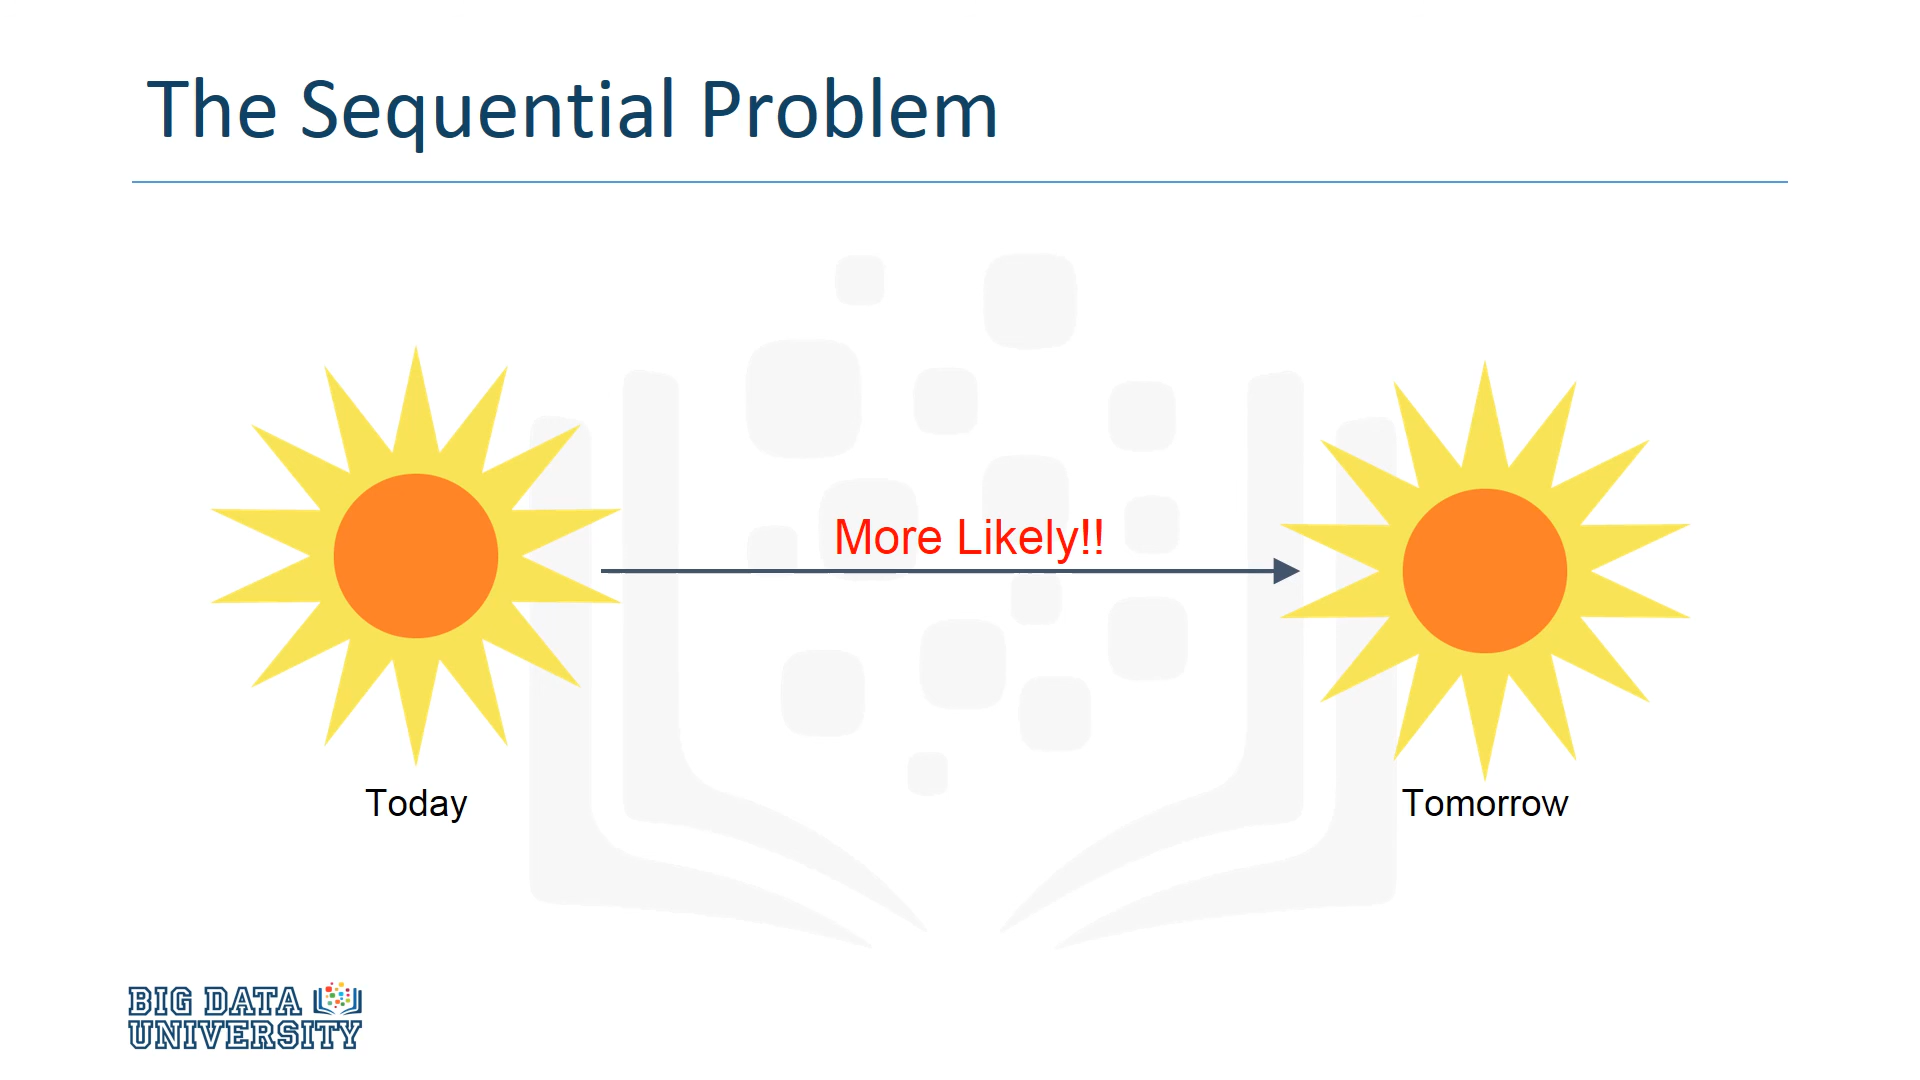 The Sequential Problem
More Likely!!
Today
Tomorrow
BIG DATA
UNIVERSITY